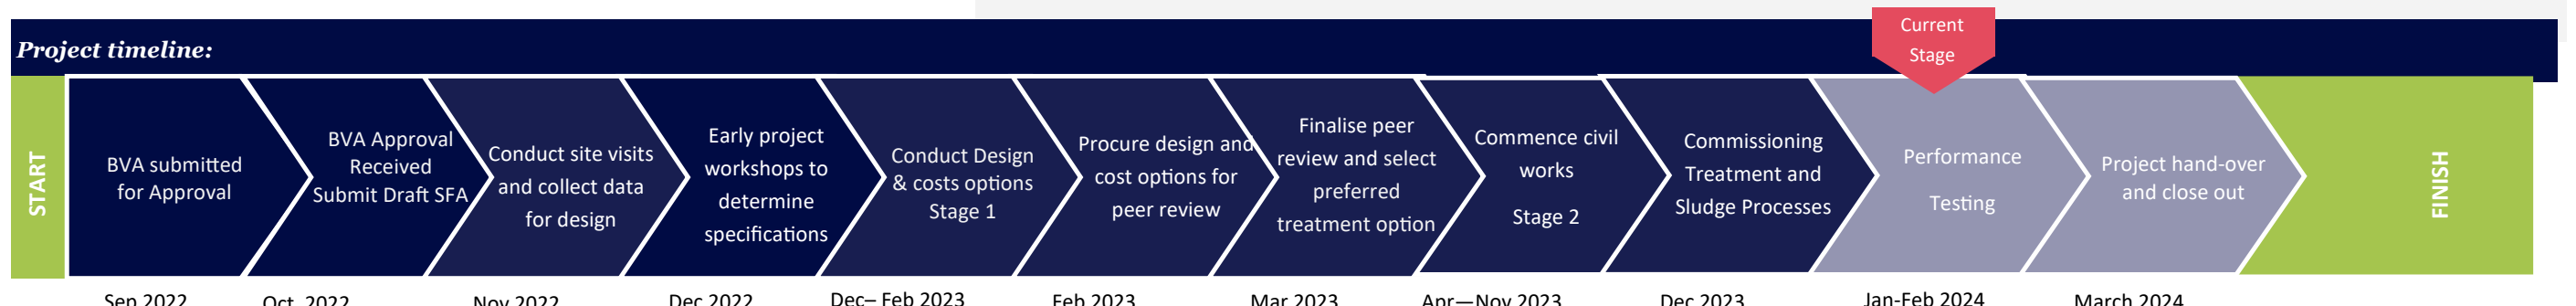 Current
Stage
Project timeline:
START
BVA submitted
for Approval
BVA Approval
Received
Submit Draft SFA
Conduct site visits
and collect data
for design
Early project
workshops to
determine
specifications
Conduct Design
& costs options
Stage 1
Procure design and
cost options for
peer review
Finalise peer
review and select
preferred
treatment option
Commence civil
works
Stage 2
Commissioning
Treatment and
Sludge Processes
Performance
Testing
Project hand-over
and close out
FINISH
Sep 2022
Oct, 2022
Nov 2022
Dec 2022
Dec– Feb 2023
Feb 2023
Mar 2023
Apr—Nov 2023
Dec 2023
Jan-Feb 2024
March 2024